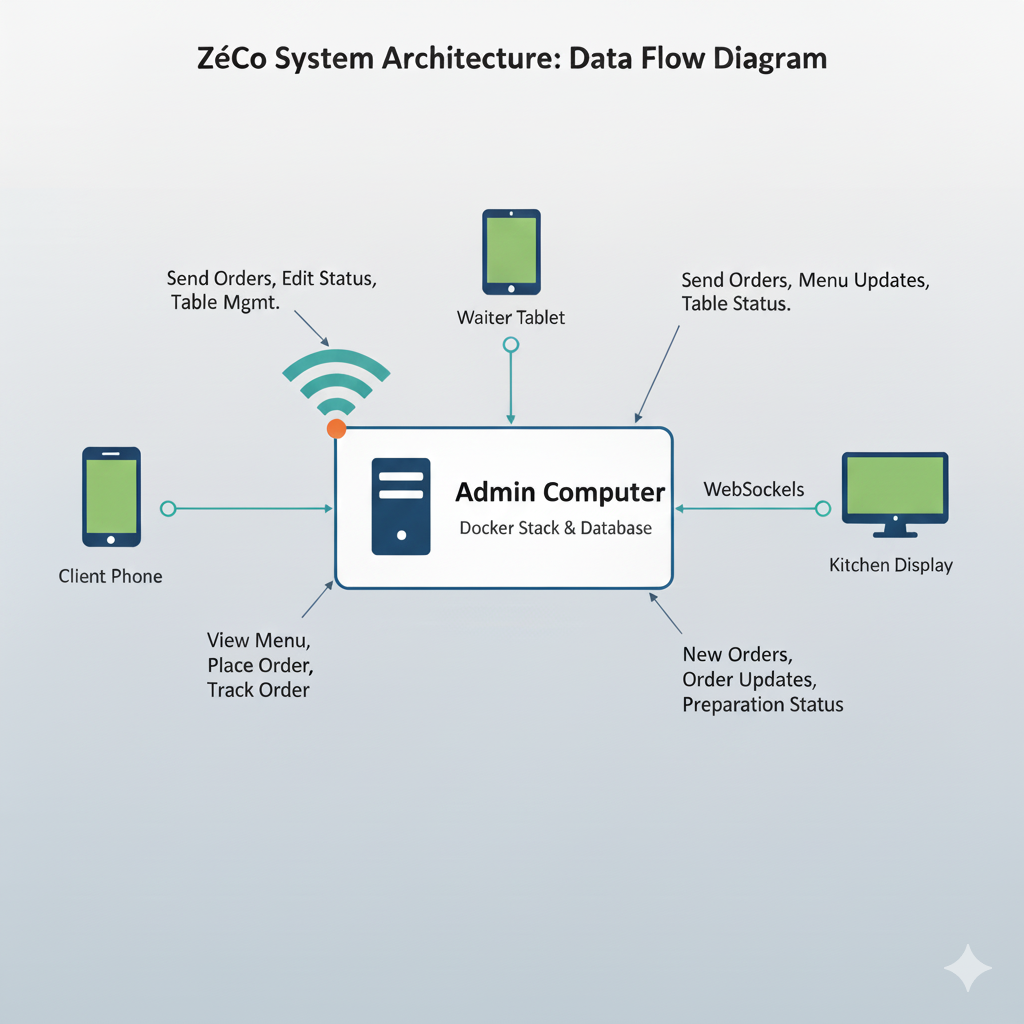 ZéCo System Architecture: Data Flow Diagram
Send Orders, Edit Status,
Table Mgmt.
Waiter Tablet
Send Orders, Menu Updates,
Table Status.
Client Phone
Admin Computer
Docker Stack & Database
WebSockels
Kitchen Display
View Menu,
Place Order,
Track Order
New Orders,
Order Updates,
Preparation Status